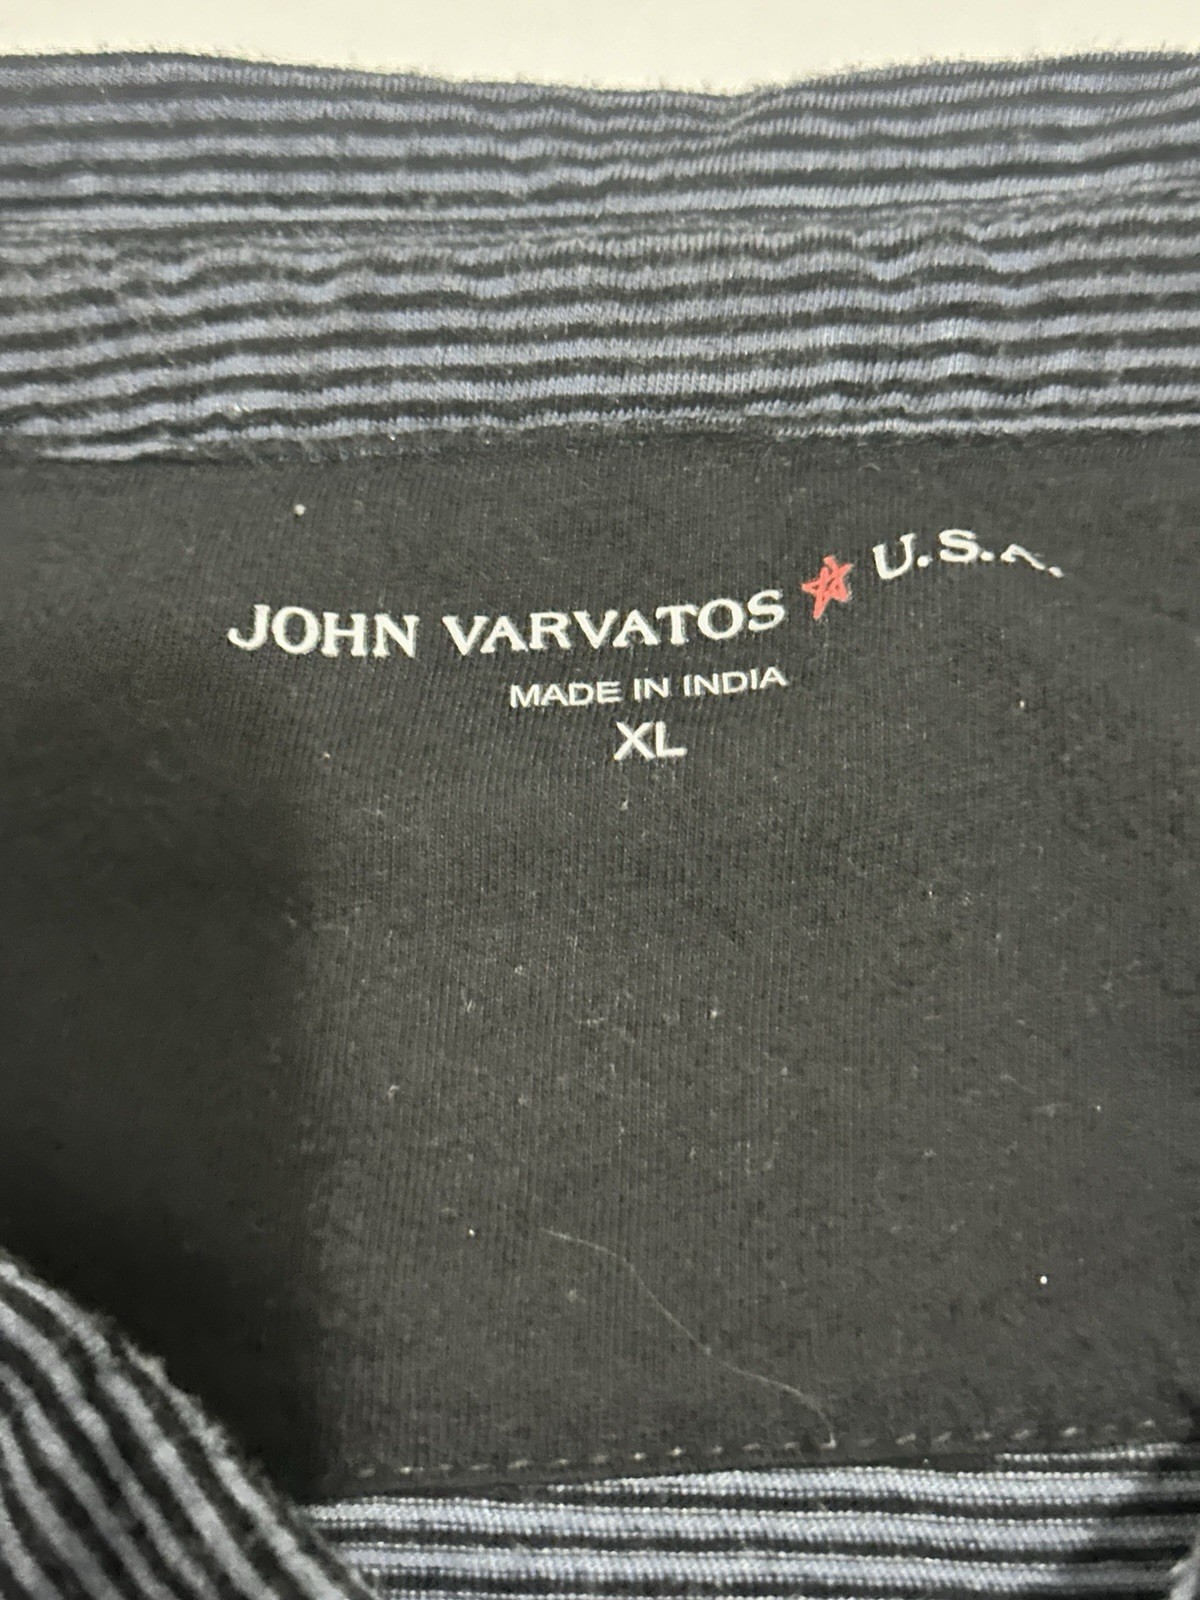 JOHN VARVATOS ★ U.S.A.
MADE IN INDIA
XL